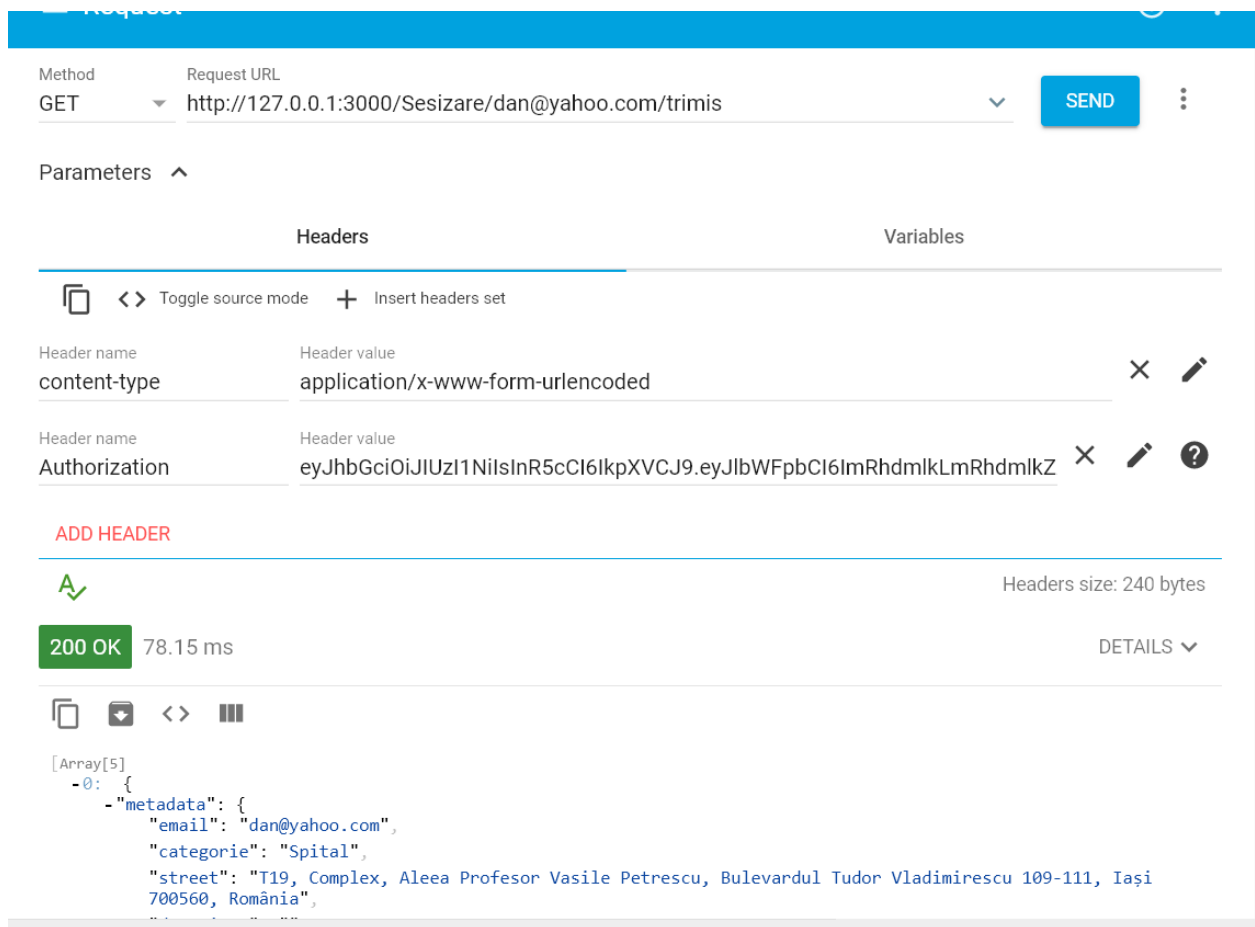 Request
Method Request URL
GET http://127.0.0.1:3000/Sesizare/dan@yahoo.com/trimis SEND
Parameters
Headers Variables
Toggle source mode Insert headers set
Header name Header value
content-type application/x-www-form-urlencoded
Header name Header value
Authorization eyJhbGciOiJIUzI1NiIsInR5cCI6IkpXVCJ9.eyJlbWFpbCI6ImRhdmlkLmRhdmlkZ
ADD HEADER
Headers size: 240 bytes
200 OK 78.15 ms DETAILS
[Array[5]
-0: {
-"metadata": {
"email": "dan@yahoo.com",
"categorie": "Spital",
"street": "T19, Complex, Aleea Profesor Vasile Petrescu, Bulevardul Tudor Vladimirescu 109-111, Iași
700560, România",